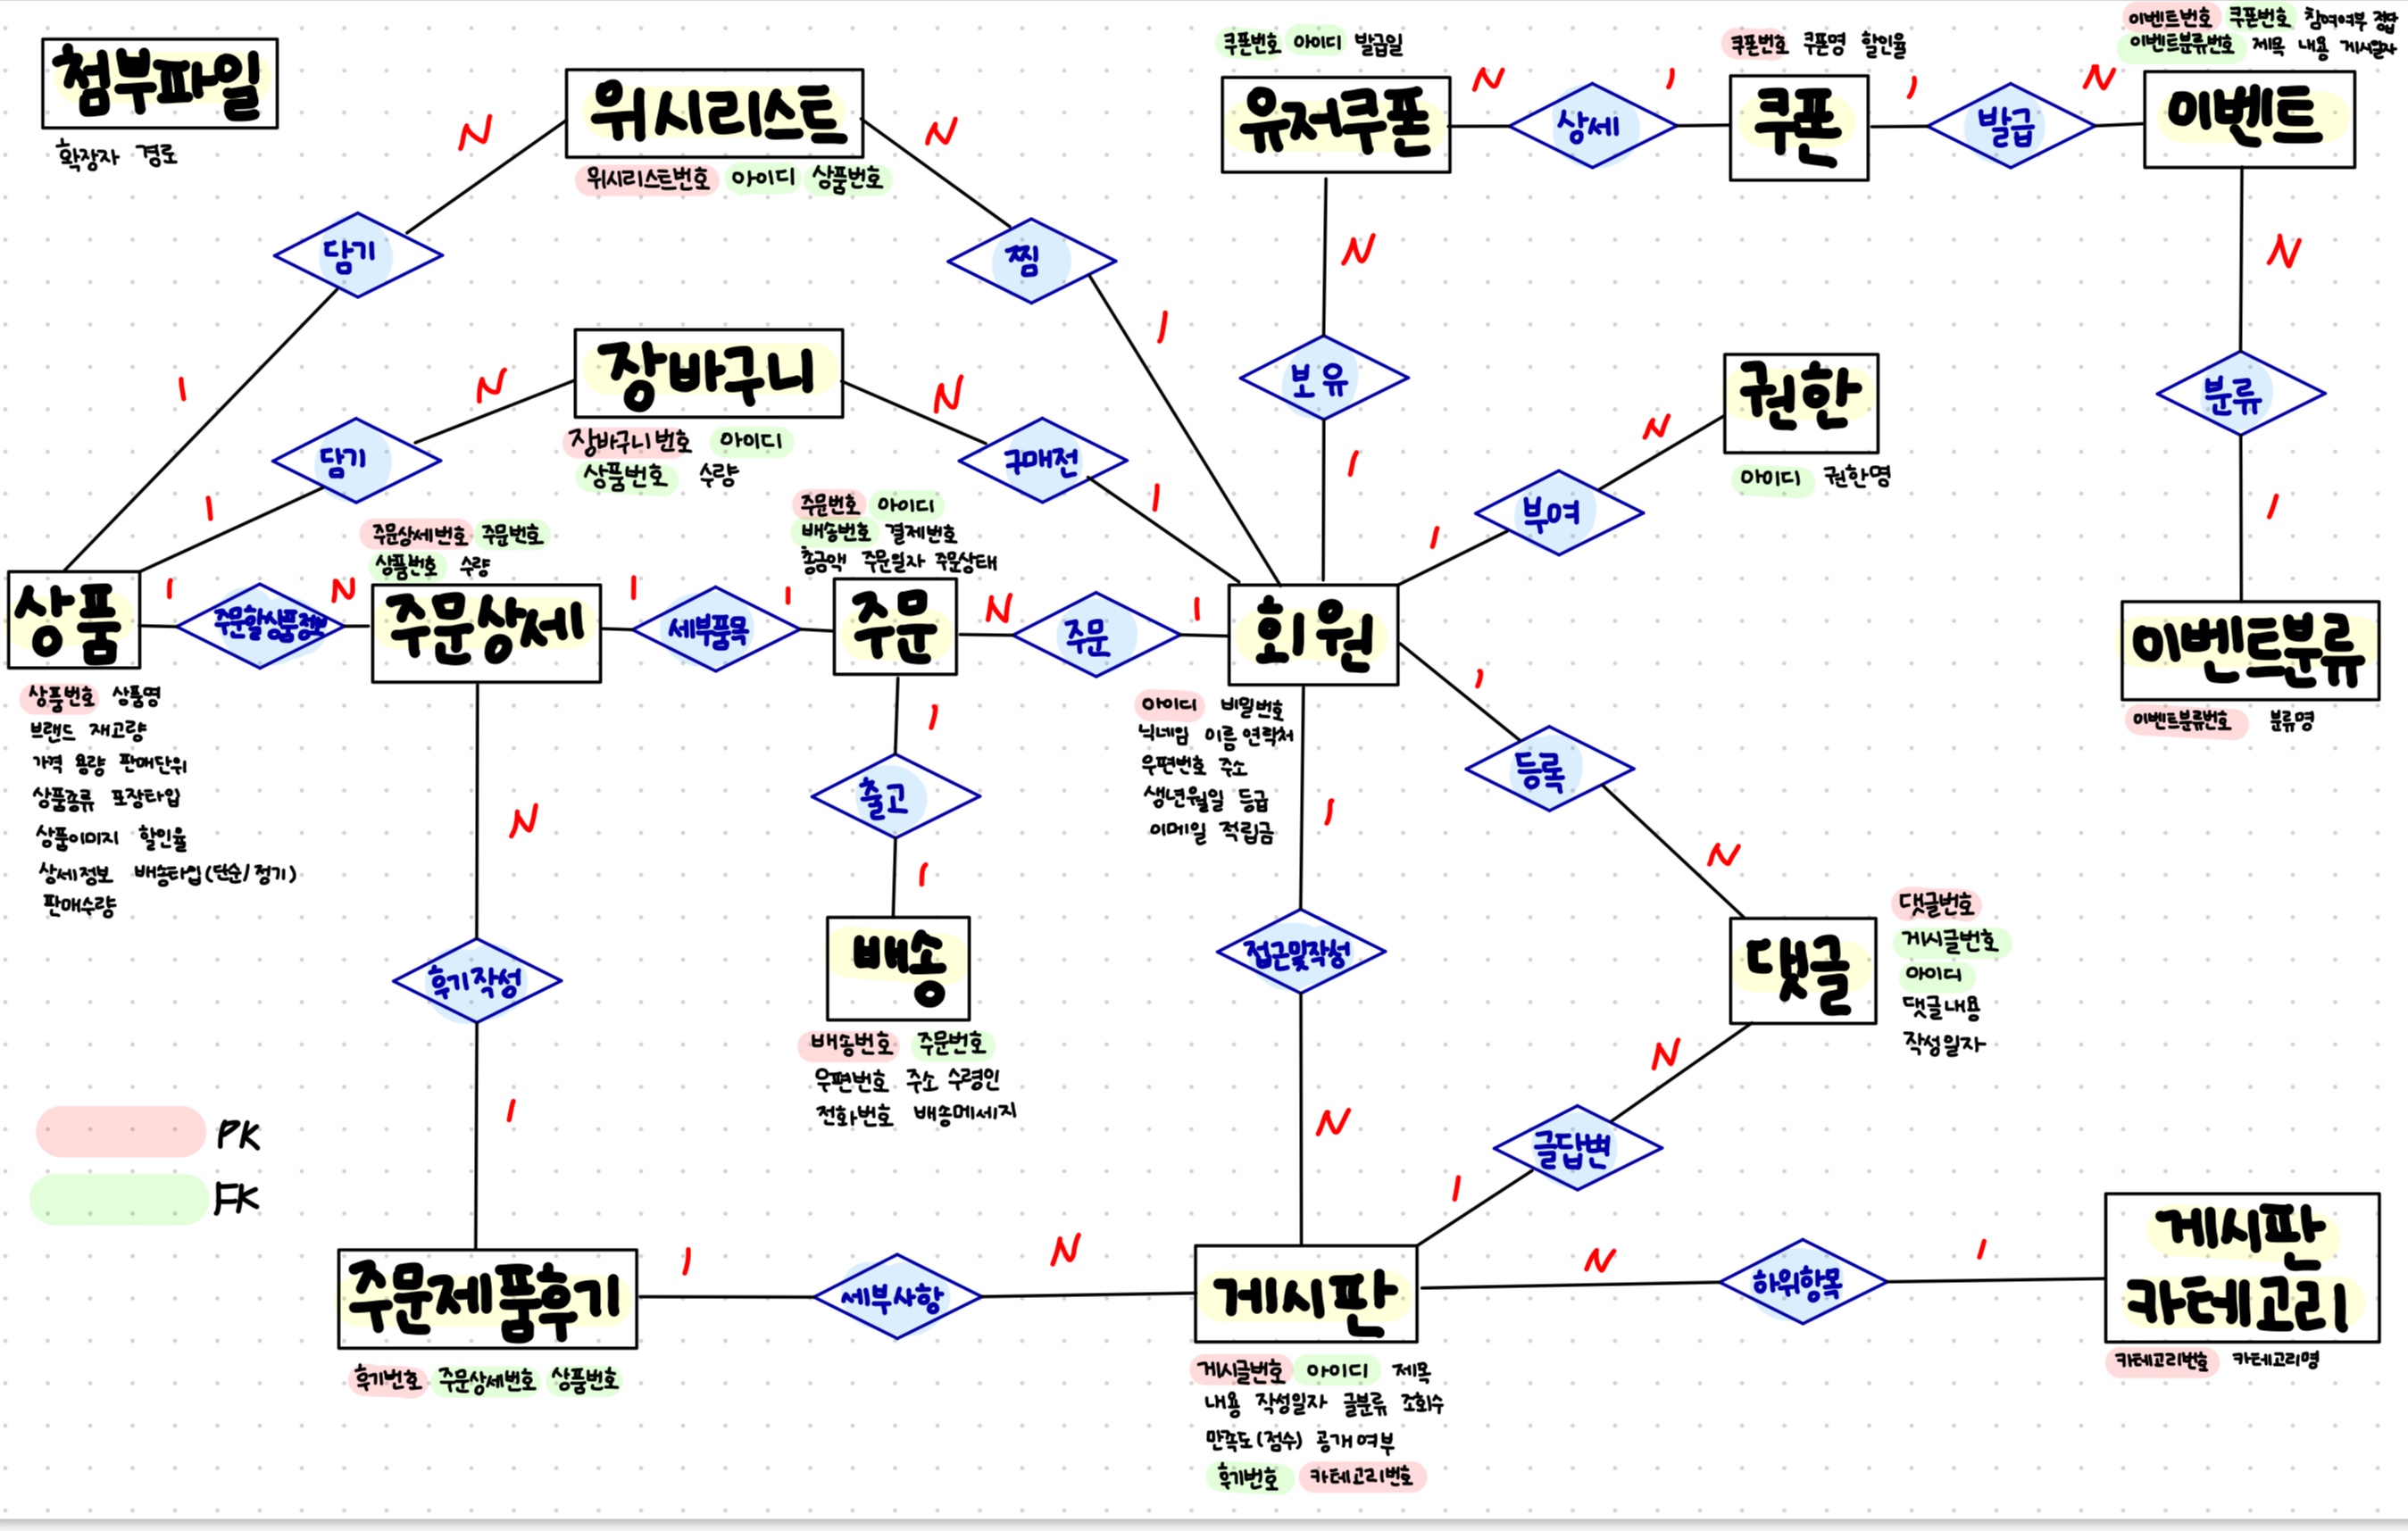 첨부파일
확장자 경로
위시리스트
위시리스트번호 아이디 상품번호
쿠폰번호 아이디 발급일
유저쿠폰
N
상세
1
쿠폰번호 쿠폰명 할인율
쿠폰
1
발급
N
이벤트번호 쿠폰번호 참여여부 정답
이벤트분류번호 제목 내용 게시일자
이벤트
N
담기
1
N
찜
1
N
보유
1
N
분류
1
이벤트분류
이벤트분류번호 분류명
장바구니
장바구니번호 아이디
상품번호 수량
N
담기
1
N
구매전
1
권한
아이디 권한명
N
부여
1
상품
상품번호 상품명
브랜드 재고량
가격 용량 판매단위
상품종류 포장타입
상품이미지 할인율
상세정보 배송타입(단순/정기)
판매수량
1
주문할상품정보
N
주문상세번호 주문번호
상품번호 수량
주문상세
1
세부품목
1
주문번호 아이디
배송번호 결제번호
총금액 주문일자 주문상태
주문
N
주문
1
회원
아이디 비밀번호
닉네임 이름 연락처
우편번호 주소
생년월일 등급
이메일 적립금
1
출고
1
배송
배송번호 주문번호
우편번호 주소 수령인
전화번호 배송메세지
1
등록
N
댓글
댓글번호
게시글번호
아이디
댓글내용
작성일자
N
후기작성
1
1
접근및작성
N
N
글답변
1
PK
FK
주문제품후기
후기번호 주문상세번호 상품번호
1
세부사항
N
게시판
게시글번호 아이디 제목
내용 작성일자 글분류 조회수
만족도(점수) 공개여부
후기번호 카테고리번호
N
하위항목
1
게시판
카테고리
카테고리번호 카테고리명